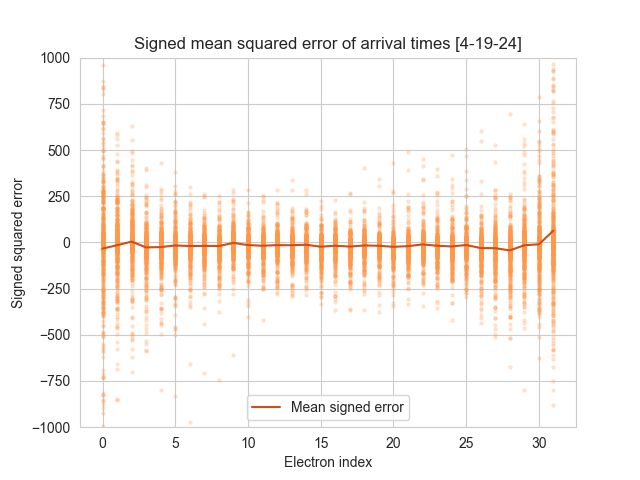 Signed mean squared error of arrival times [4-19-24]
Signed squared error
1000
750
500
250
0
−250
−500
−750
−1000
Mean signed error
0 5 10 15 20 25 30
Electron index